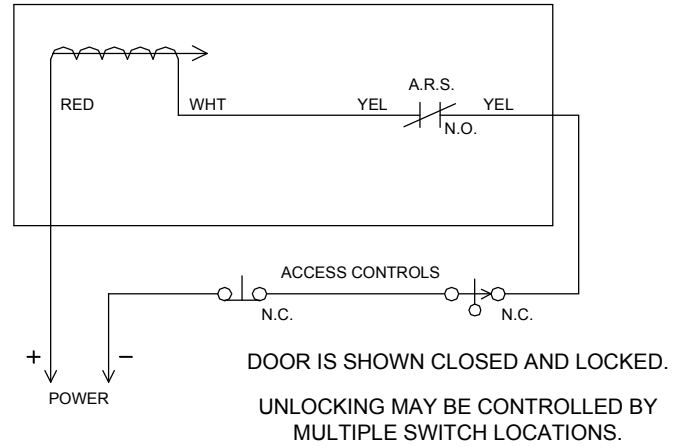 A.R.S.
RED WHT YEL YEL
N.O.
ACCESS CONTROLS
N.C. N.C.
+ −
POWER
DOOR IS SHOWN CLOSED AND LOCKED.
UNLOCKING MAY BE CONTROLLED BY
MULTIPLE SWITCH LOCATIONS.